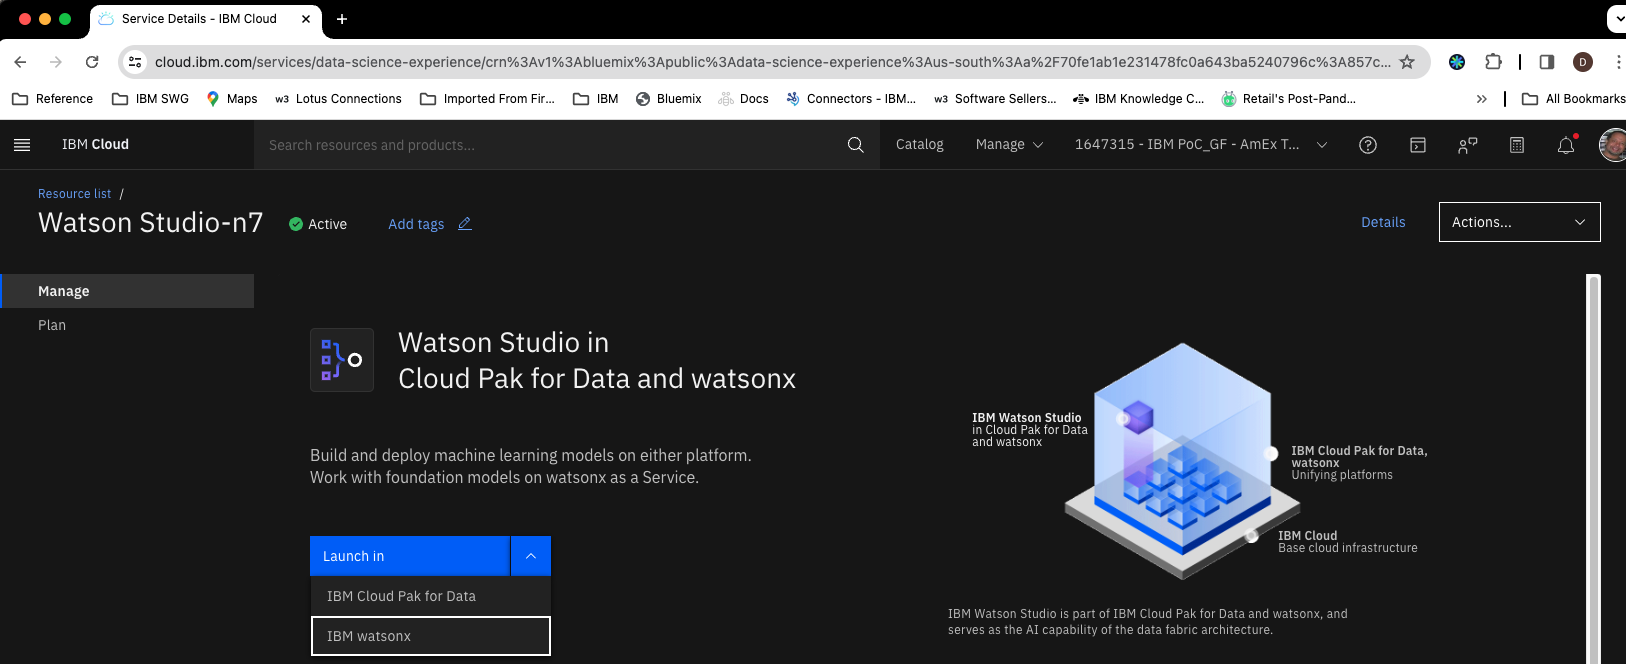 Service Details - IBM Cloud
cloud.ibm.com/services/data-science-experience/crn%3Av1%3Abluemix%3Apublic%3Adata-science-experience%3Aus-south%3Aa%2F70fe1ab1e231478fc0a643ba5240796c%3A857c...
D
Reference IBM SWG Maps w3 Lotus Connections Imported From Fir... IBM Bluemix Docs Connectors - IBM... w3 Software Sellers... IBM Knowledge C... Retail's Post-Pand... » All Bookmarks
IBM Cloud Search resources and products... Catalog Manage 1647315 - IBM PoC_GF - AmEx T...
Resource list /
Watson Studio-n7 Active Add tags Details Actions...
Manage
Plan
Watson Studio in
Cloud Pak for Data and watsonx
Build and deploy machine learning models on either platform.
Work with foundation models on watsonx as a Service.
Launch in
IBM Cloud Pak for Data
IBM watsonx
IBM Watson Studio
in Cloud Pak for Data
and watsonx
IBM Cloud Pak for Data,
watsonx
Unifying platforms
IBM Cloud
Base cloud infrastructure
IBM Watson Studio is part of IBM Cloud Pak for Data and watsonx, and
serves as the AI capability of the data fabric architecture.